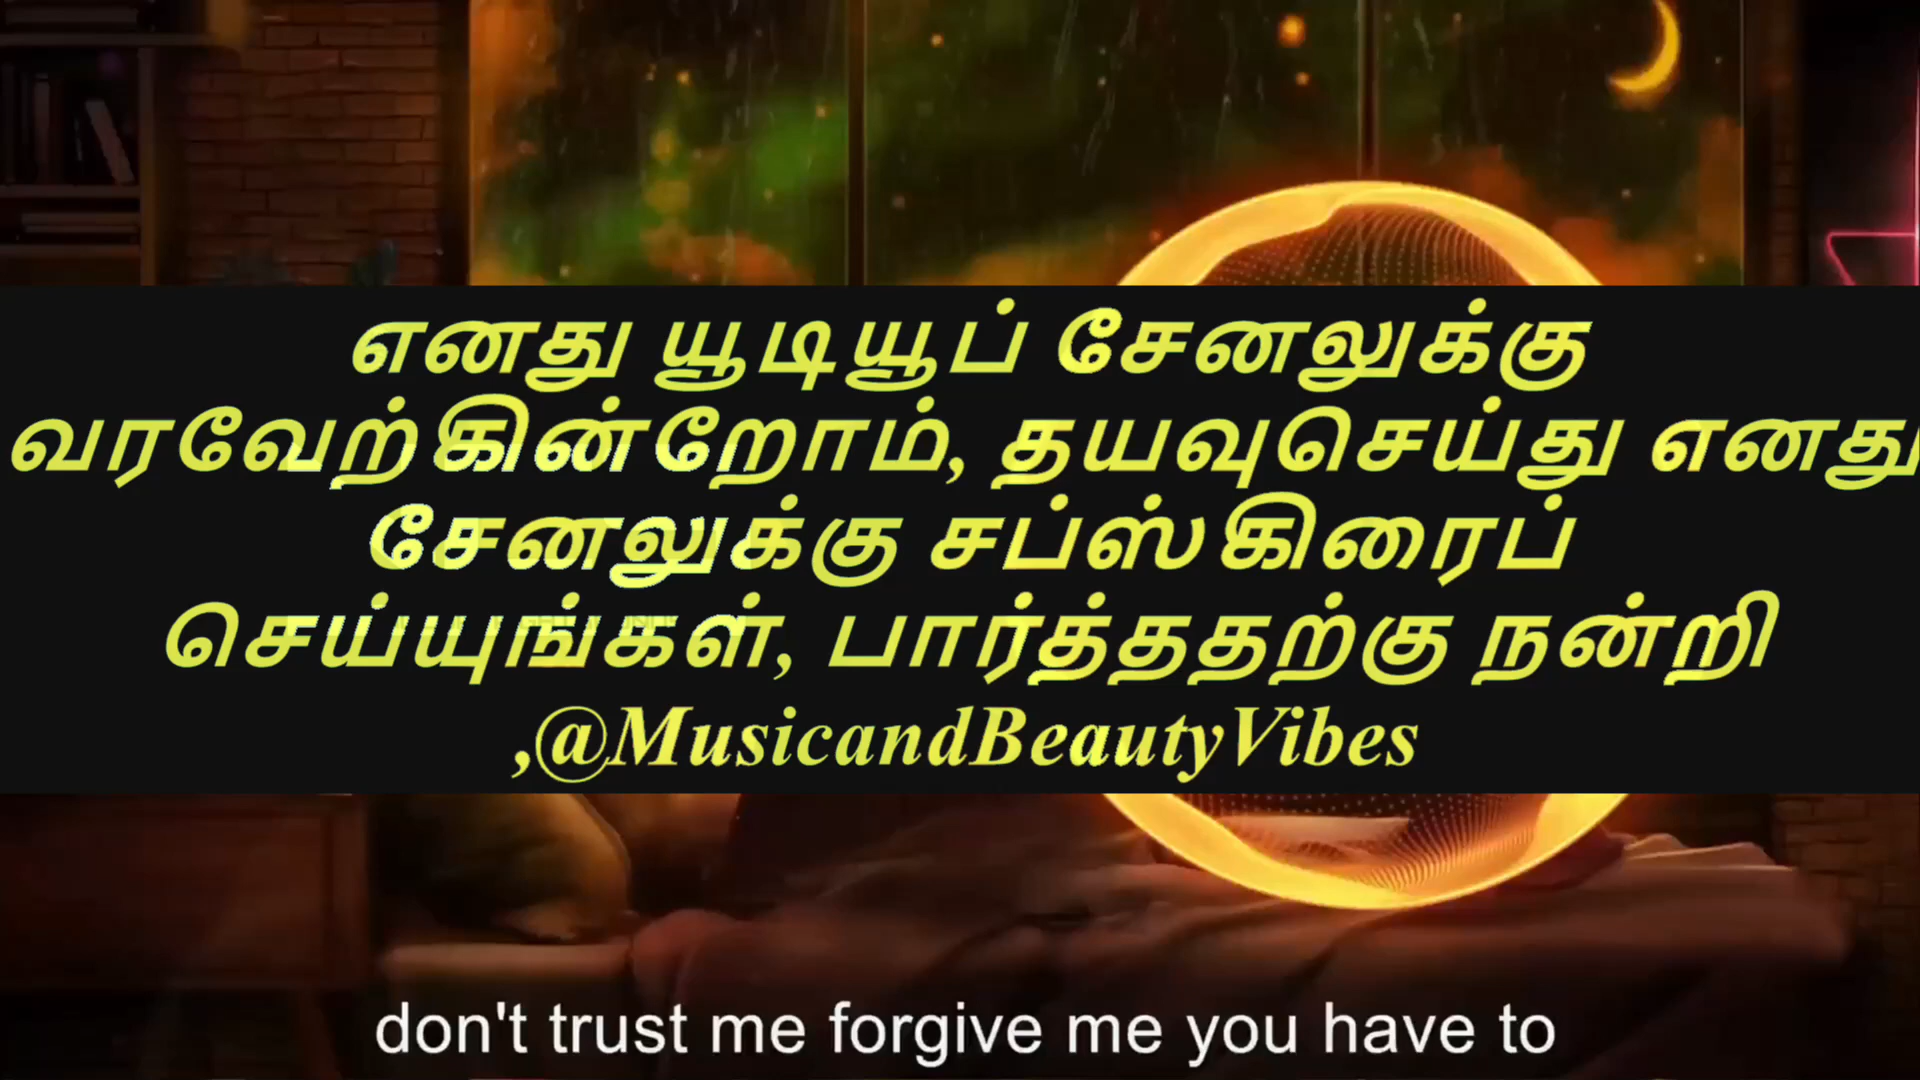 எனது யூடியூப் சேனலுக்கு
வரவேற்கின்றோம், தயவுசெய்து எனது
சேனலுக்கு சப்ஸ்கிரைப்
செய்யுங்கள், பார்த்ததற்கு நன்றி
,@MusicandBeautyVibes
don't trust me forgive me you have to